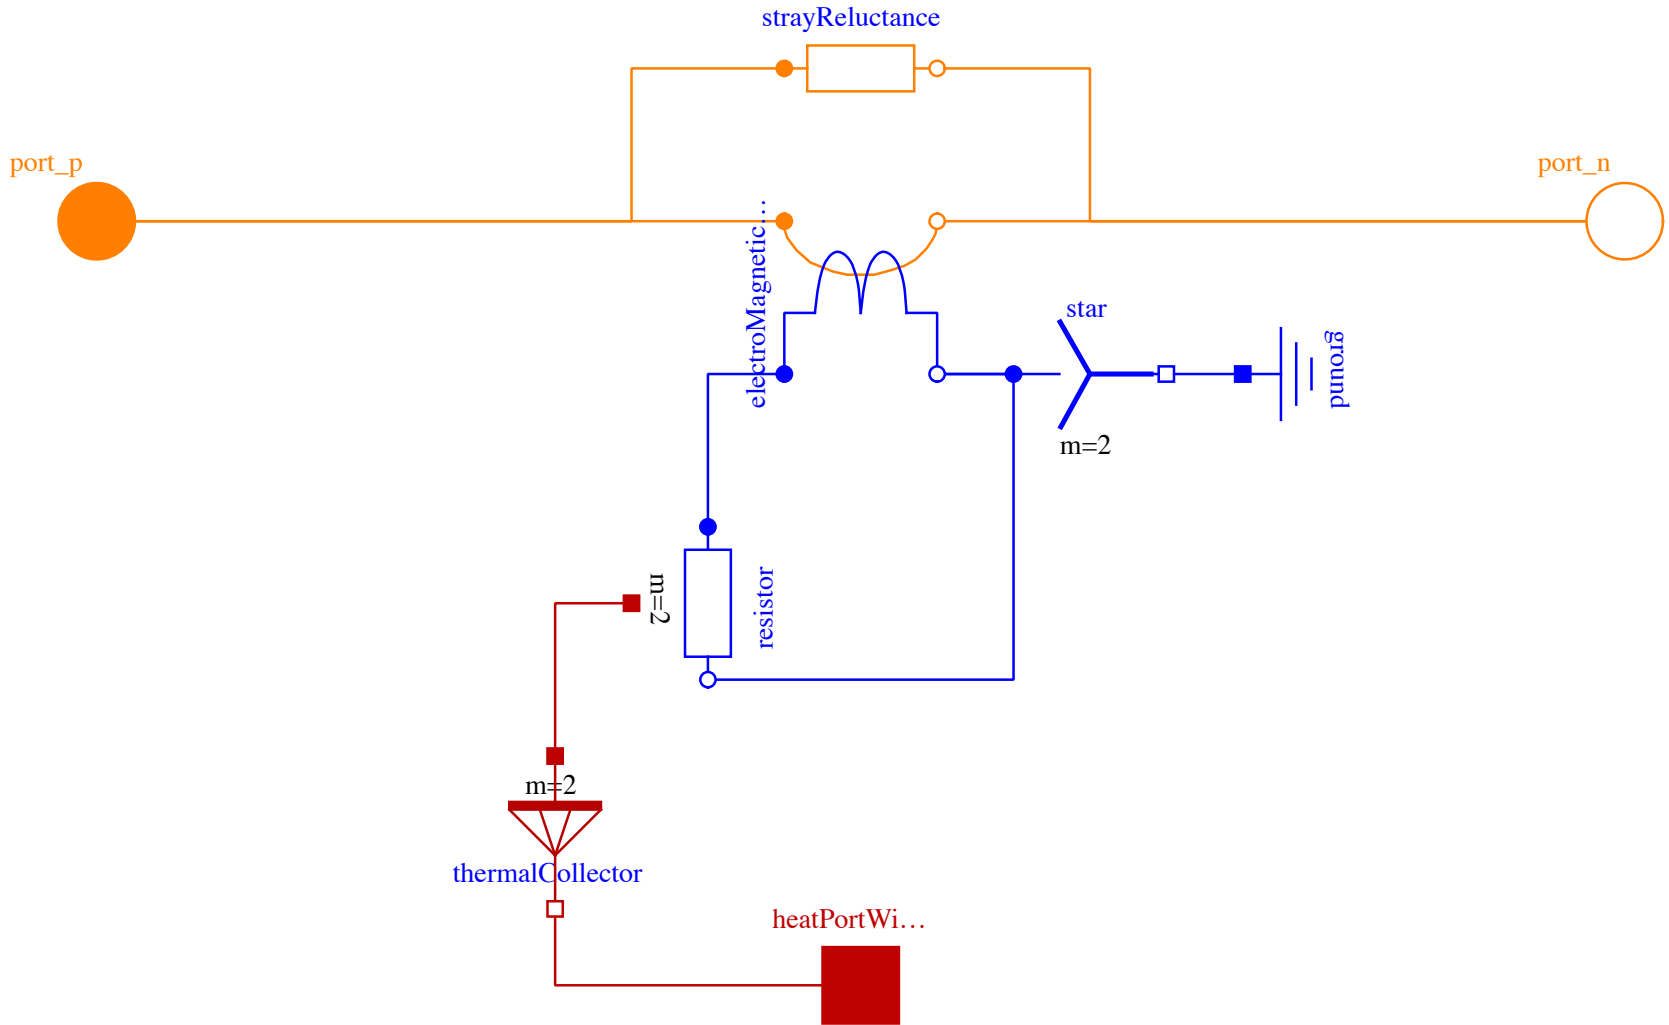 strayReluctance
port_p
port_n
electroMagnetic...
star
ground
m=2
m=2
resistor
m=2
thermalCollector
heatPortWi...